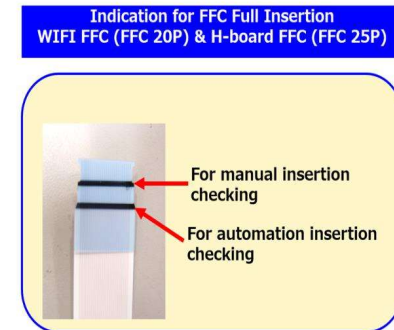 Indication for FFC Full Insertion
WIFI FFC (FFC 20P) & H-board FFC (FFC 25P)
For manual insertion
checking
For automation insertion
checking